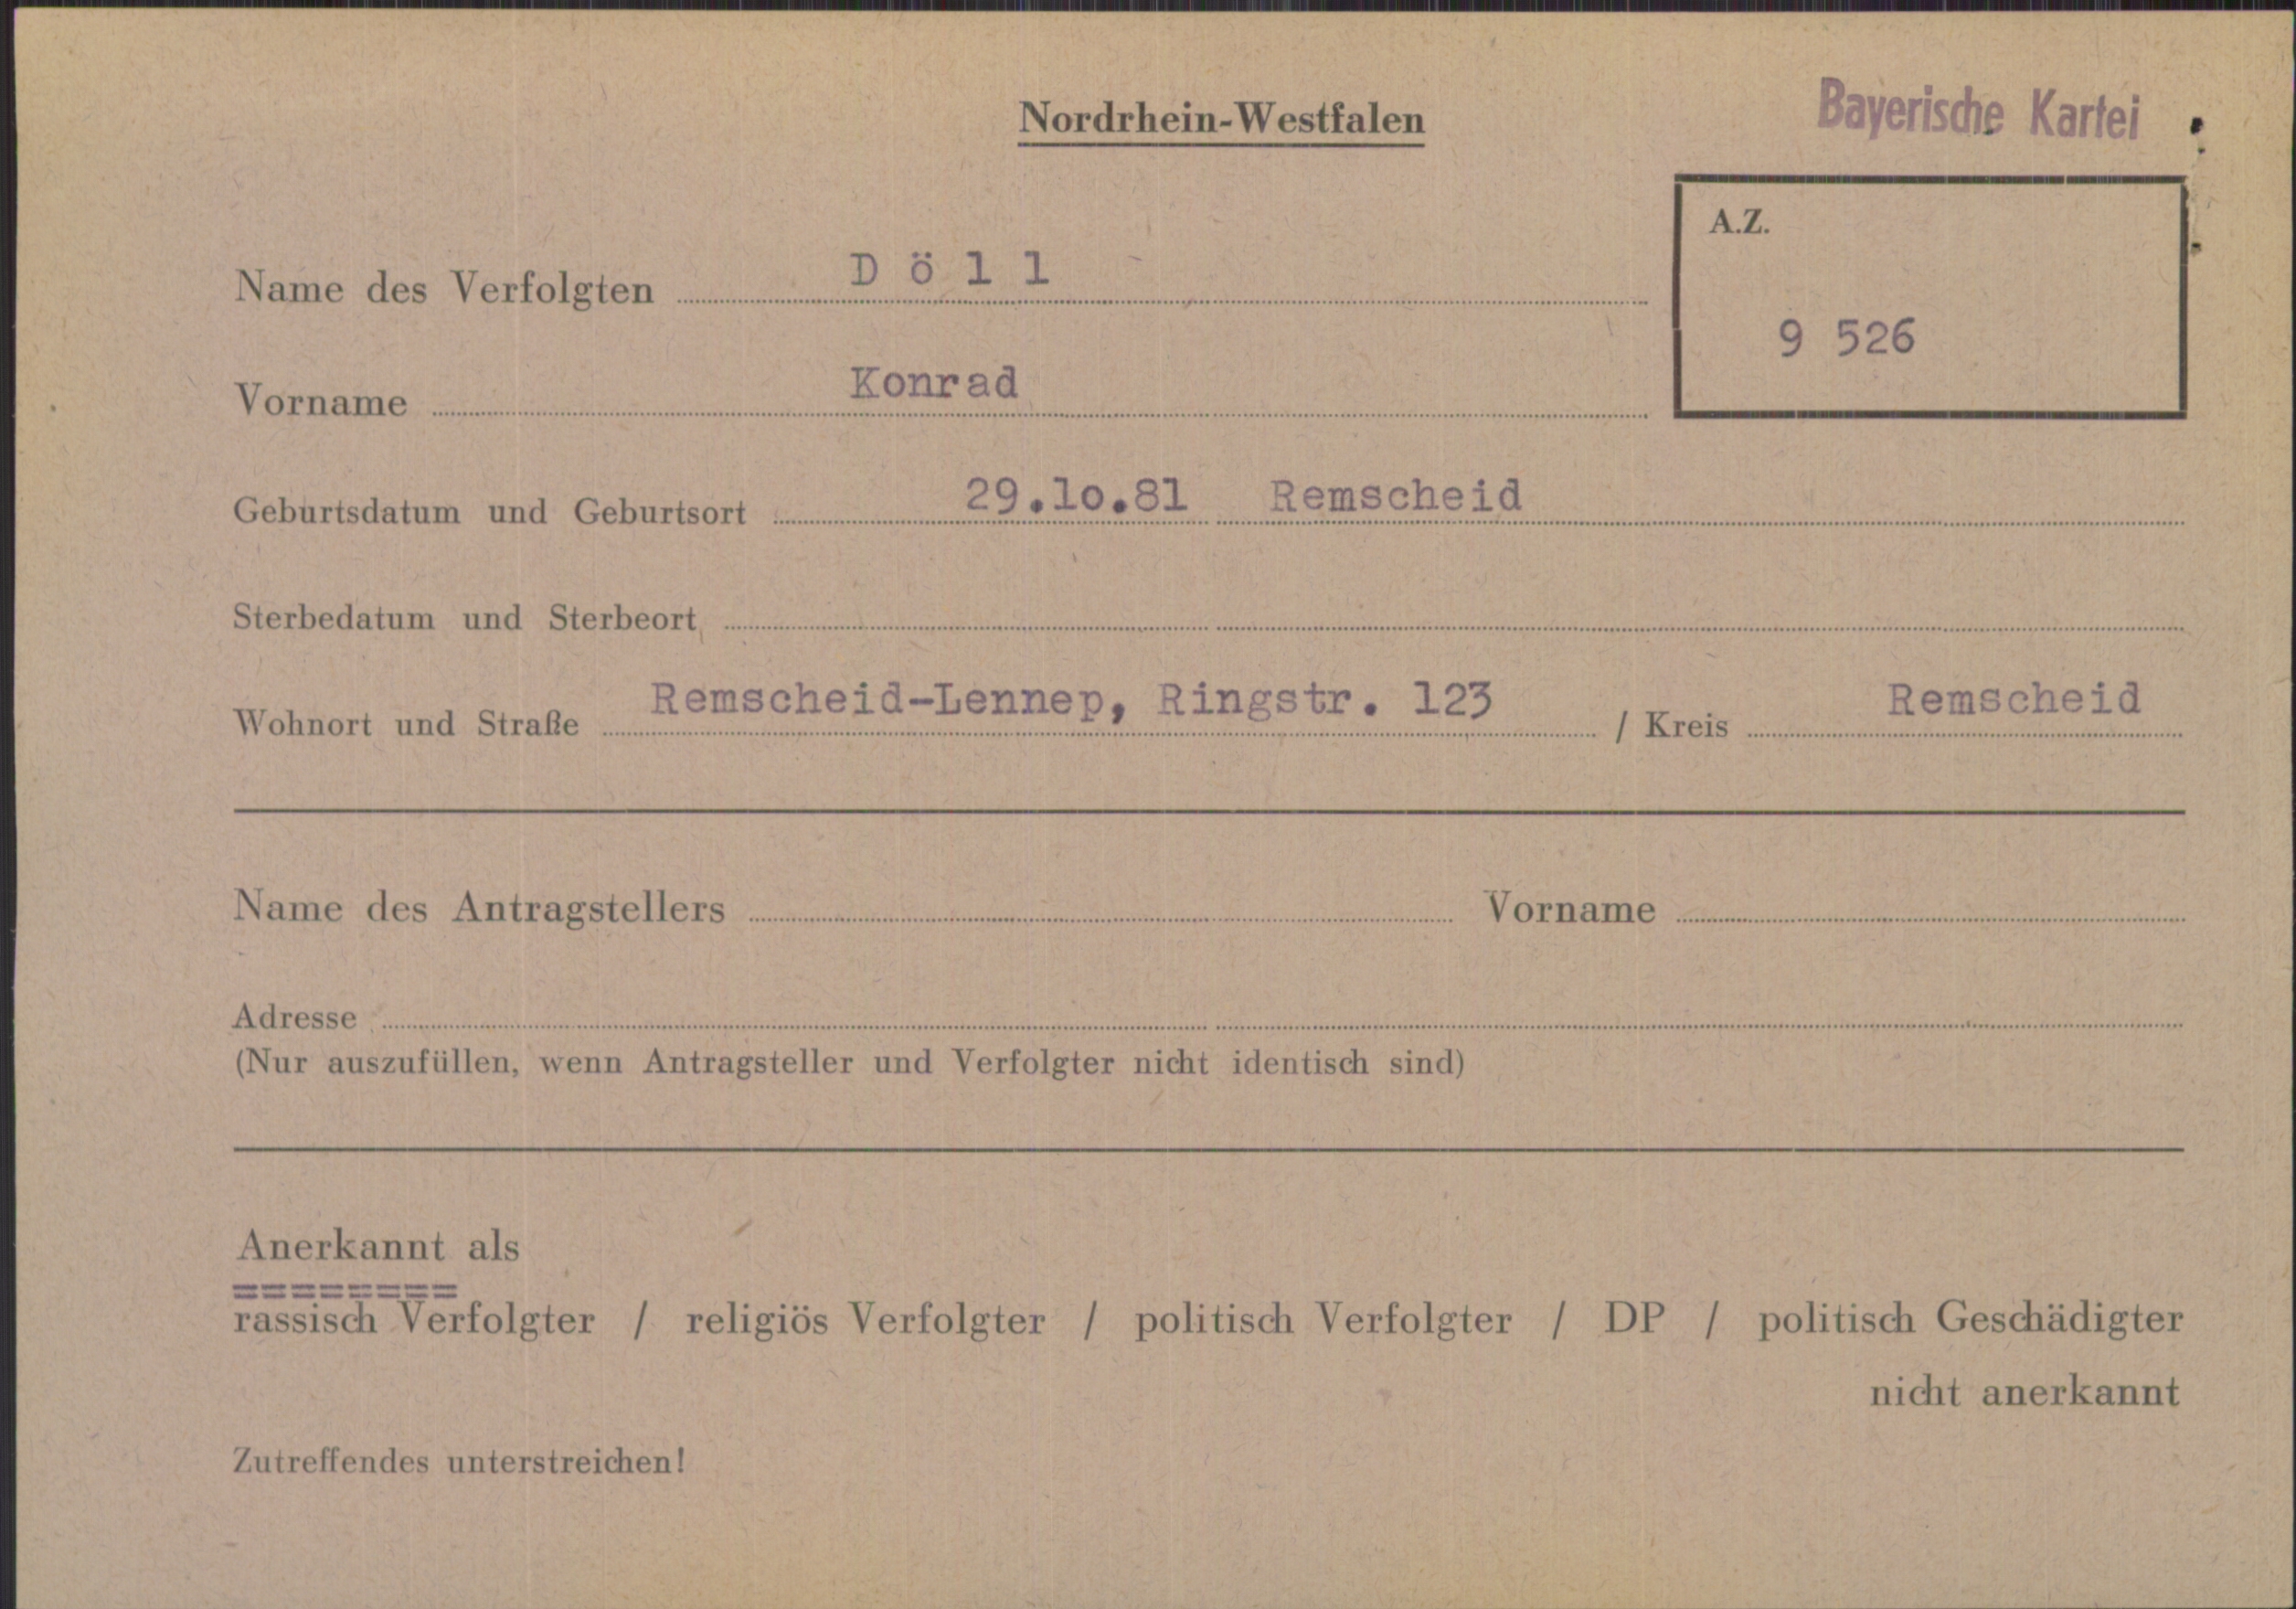 Nordrhein-Westfalen
Bayerische Kartei
A.Z.
9 526
Name des Verfolgten D ö l l
Vorname Konrad
Geburtsdatum und Geburtsort 29.lo.81 Remscheid
Sterbedatum und Sterbeort
Wohnort und Straße Remscheid-Lennep, Ringstr. 123 / Kreis Remscheid
Name des Antragstellers Vorname
Adresse
(Nur auszufüllen, wenn Antragsteller und Verfolgter nicht identisch sind)
Anerkannt als
========
rassisch Verfolgter / religiös Verfolgter / politisch Verfolgter / DP / politisch Geschädigter
nicht anerkannt
Zutreffendes unterstreichen!